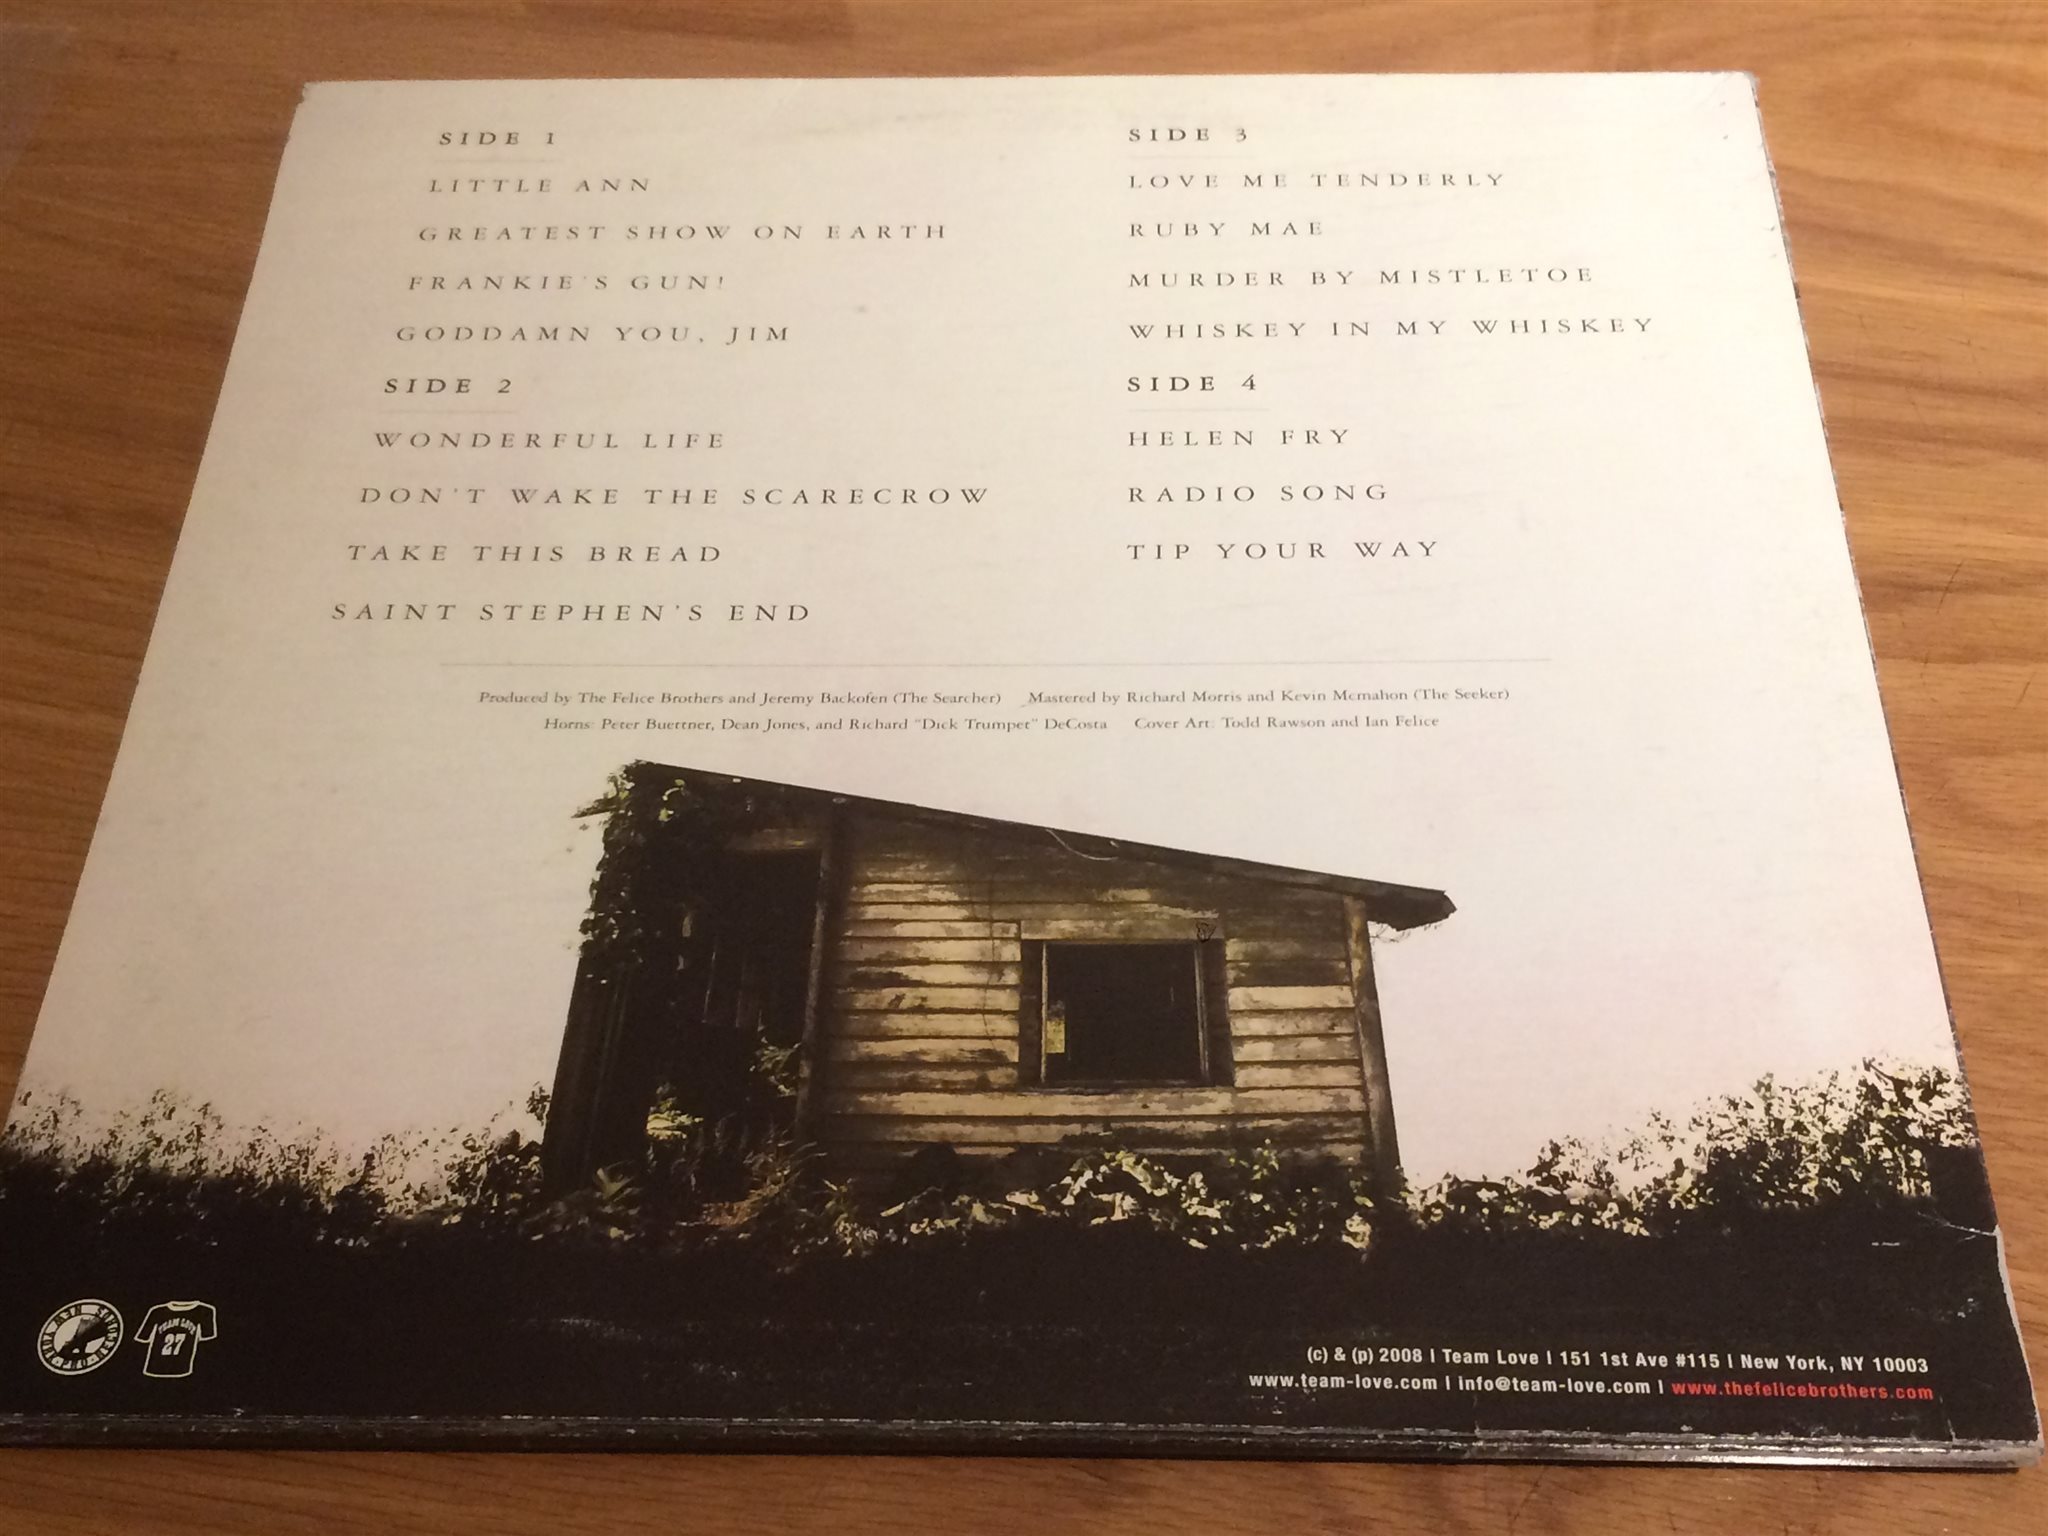 SIDE 1
LITTLE ANN
GREATEST SHOW ON EARTH
FRANKIE'S GUN!
GODDAMN YOU, JIM
SIDE 2
WONDERFUL LIFE
DON'T WAKE THE SCARECROW
TAKE THIS BREAD
SAINT STEPHEN'S END
SIDE 3
LOVE ME TENDERLY
RUBY MAE
MURDER BY MISTLETOE
WHISKEY IN MY WHISKEY
SIDE 4
HELEN FRY
RADIO SONG
TIP YOUR WAY
Produced by The Felice Brothers and Jeremy Backofen (The Searcher) Mastered by Richard Morris and Kevin Mcmahon (The Seeker)
Horns: Peter Buettner, Dean Jones, and Richard "Dick Trumpet" DeCosta Cover Art: Todd Rawson and Ian Felice
TEAM LOVE
27
(c) & (p) 2008 | Team Love | 151 1st Ave #115 | New York, NY 10003
www.team-love.com | info@team-love.com | www.thefelicebrothers.com